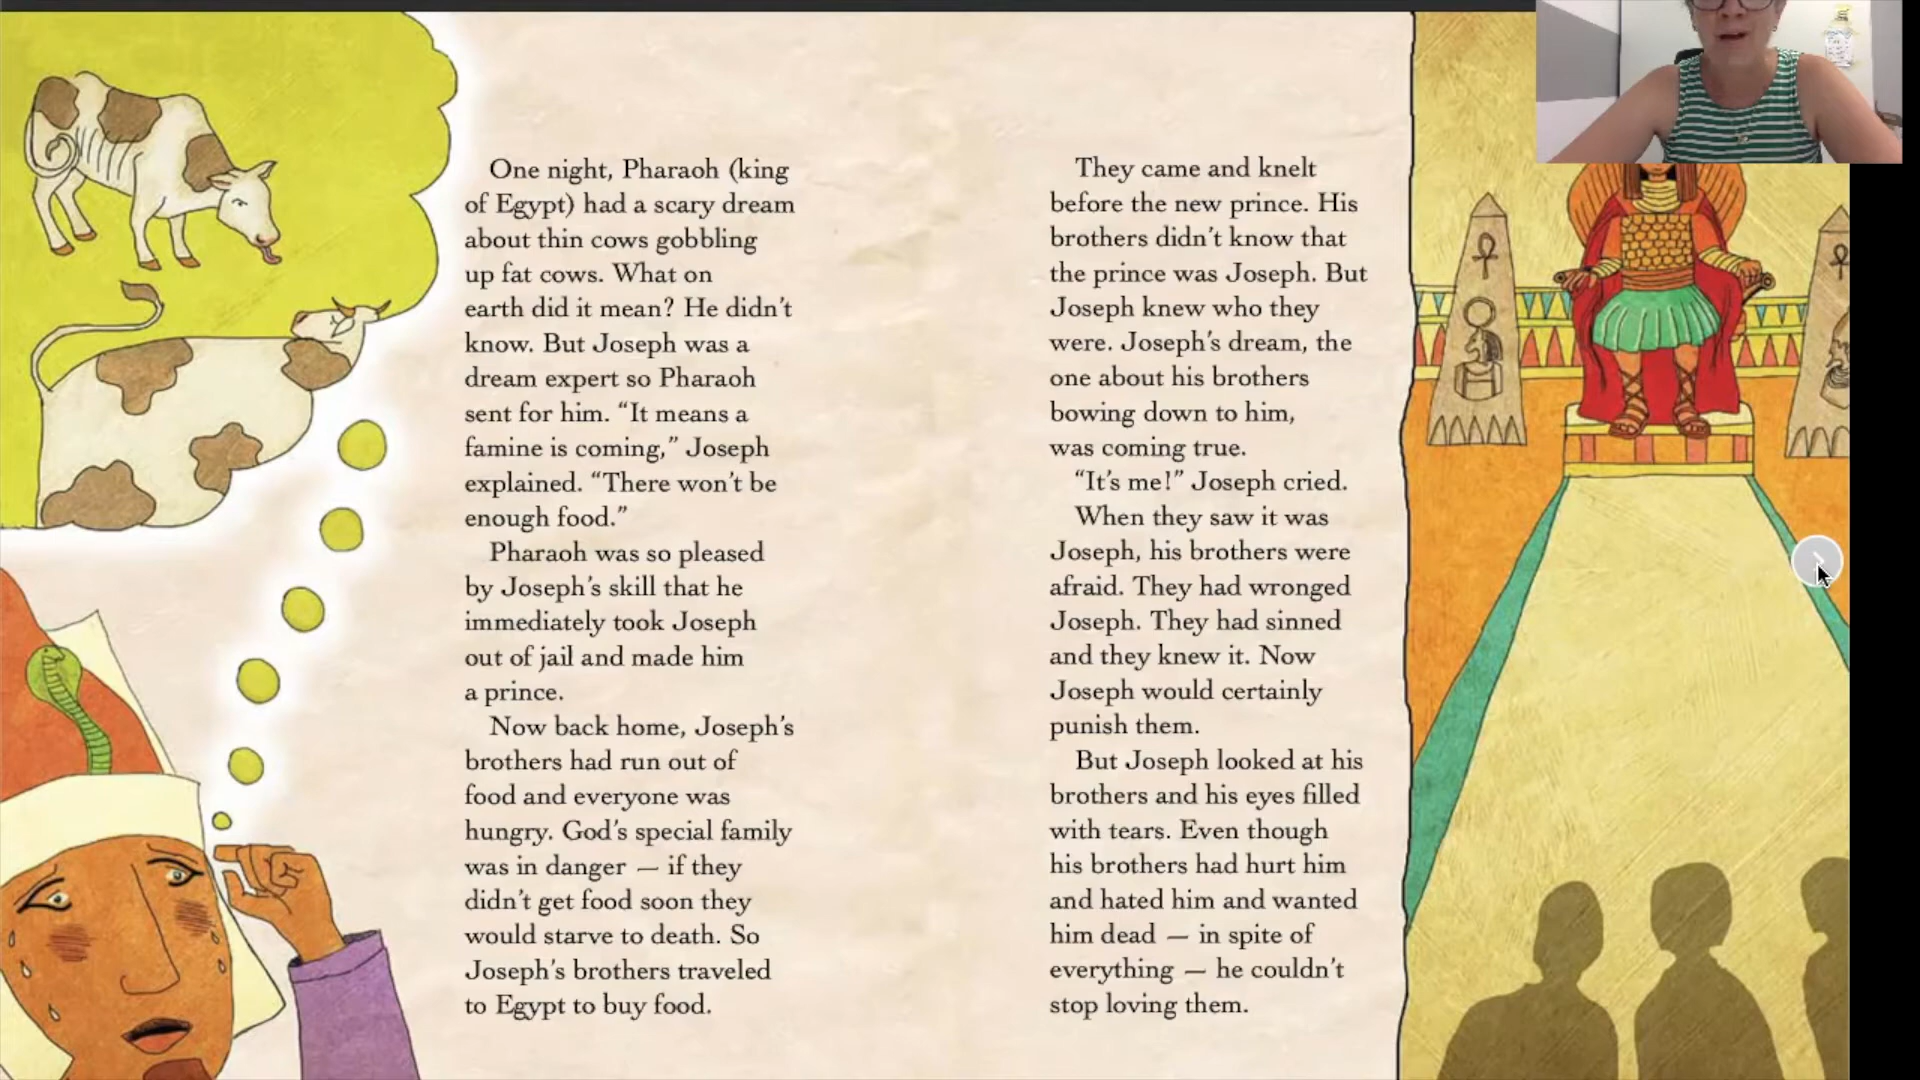 One night, Pharaoh (king
of Egypt) had a scary dream
about thin cows gobbling
up fat cows. What on
earth did it mean? He didn’t
know. But Joseph was a
dream expert so Pharaoh
sent for him. “It means a
famine is coming,” Joseph
explained. “There won’t be
enough food.”
Pharaoh was so pleased
by Joseph’s skill that he
immediately took Joseph
out of jail and made him
a prince.
Now back home, Joseph’s
brothers had run out of
food and everyone was
hungry. God’s special family
was in danger — if they
didn’t get food soon they
would starve to death. So
Joseph’s brothers traveled
to Egypt to buy food.
They came and knelt
before the new prince. His
brothers didn’t know that
the prince was Joseph. But
Joseph knew who they
were. Joseph’s dream, the
one about his brothers
bowing down to him,
was coming true.
“It’s me!” Joseph cried.
When they saw it was
Joseph, his brothers were
afraid. They had wronged
Joseph. They had sinned
and they knew it. Now
Joseph would certainly
punish them.
But Joseph looked at his
brothers and his eyes filled
with tears. Even though
his brothers had hurt him
and hated him and wanted
him dead — in spite of
everything — he couldn’t
stop loving them.